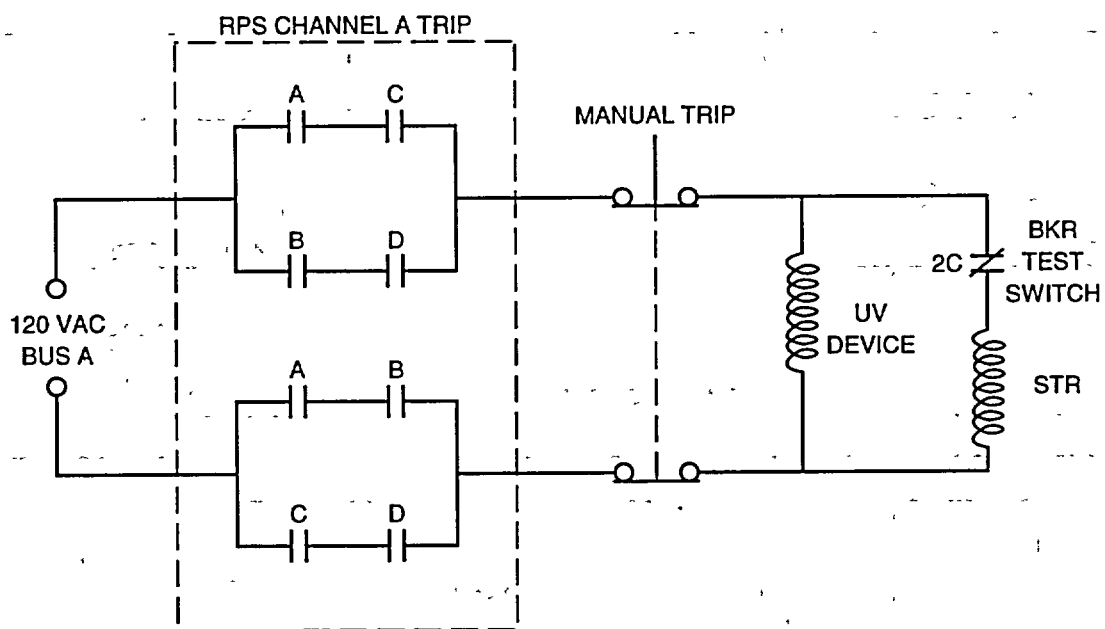 RPS CHANNEL A TRIP
A C
MANUAL TRIP
B D
2C
BKR
TEST
SWITCH
120 VAC
BUS A
UV
DEVICE
A B
STR
C D